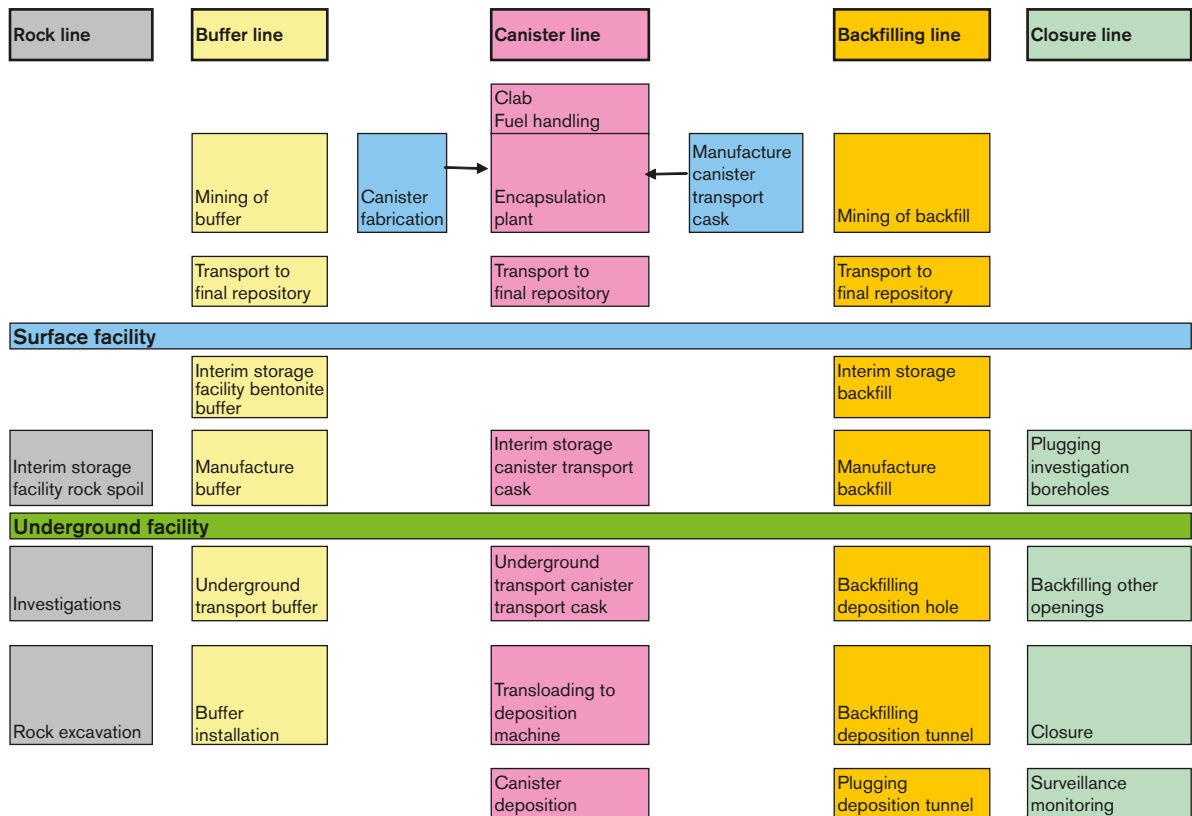 Rock line
Buffer line
Canister line
Backfilling line
Closure line
Clab
Fuel handling
Mining of
buffer
Canister
fabrication
Encapsulation
plant
Manufacture
canister
transport
cask
Mining of backfill
Transport to
final repository
Transport to
final repository
Transport to
final repository
Surface facility
Interim storage
facility bentonite
buffer
Interim storage
backfill
Interim storage
facility rock spoil
Manufacture
buffer
Interim storage
canister transport
cask
Manufacture
backfill
Plugging
investigation
boreholes
Underground facility
Investigations
Underground
transport buffer
Underground
transport canister
transport cask
Backfilling
deposition hole
Backfilling other
openings
Rock excavation
Buffer
installation
Transloading to
deposition
machine
Backfilling
deposition tunnel
Closure
Canister
deposition
Plugging
deposition tunnel
Surveillance
monitoring